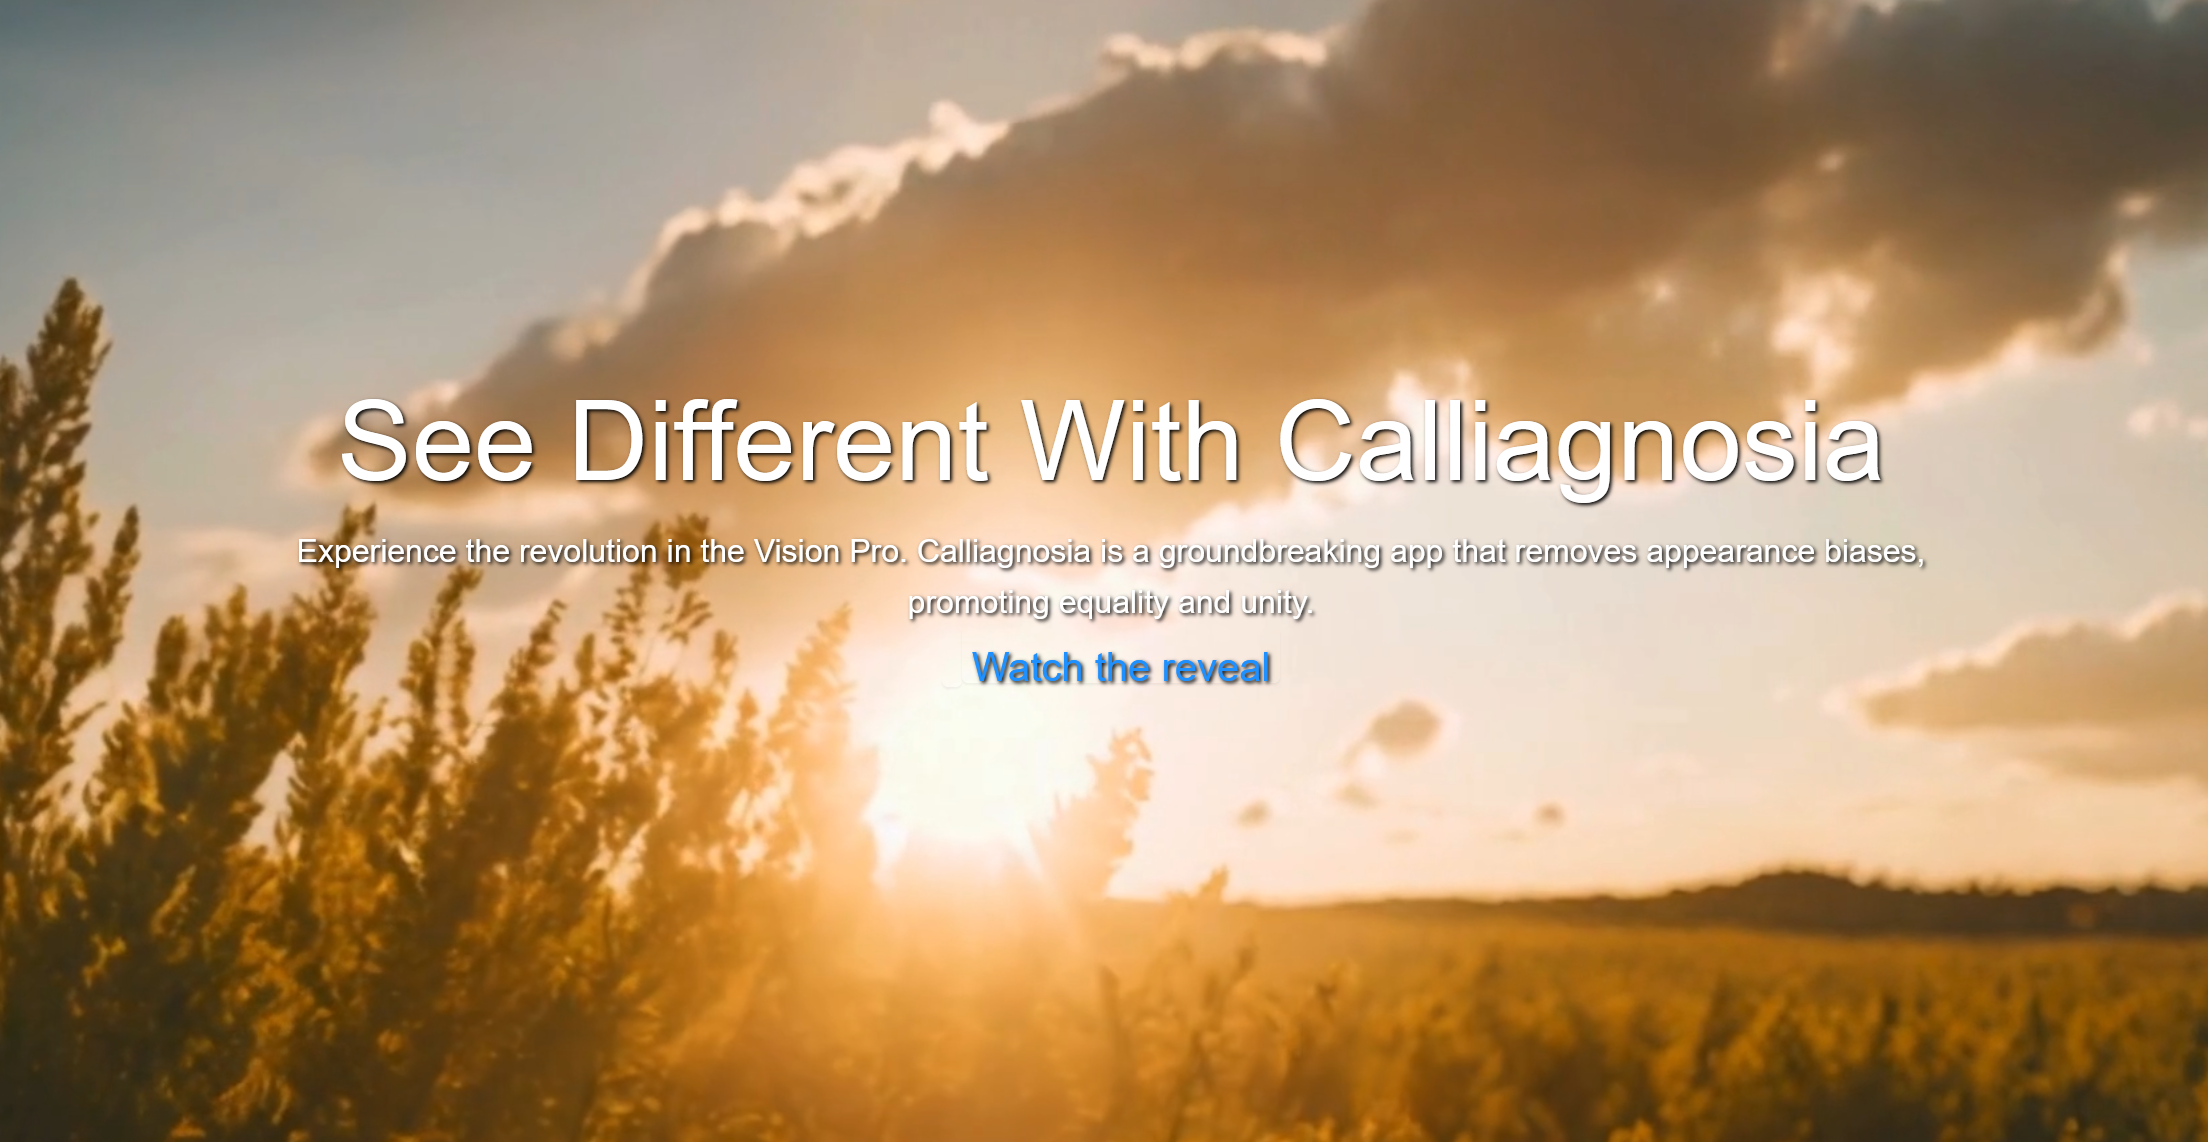 See Different With Calliagnosia
Experience the revolution in the Vision Pro. Calliagnosia is a groundbreaking app that removes appearance biases,
promoting equality and unity.
Watch the reveal